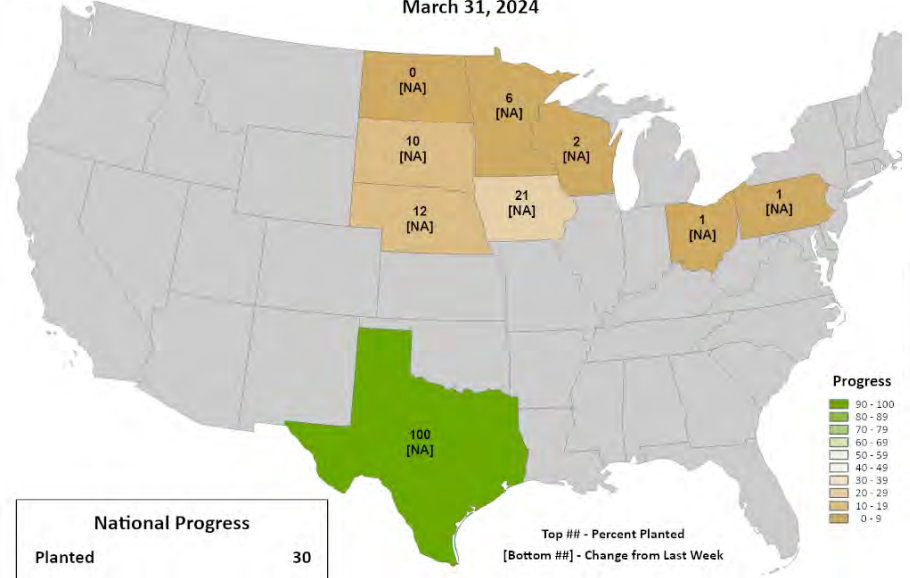 March 31, 2024
0
[NA]
6
[NA]
10
[NA]
2
[NA]
12
[NA]
21
[NA]
1
[NA]
1
[NA]
100
[NA]
Progress
90 - 100
80 - 89
70 - 79
60 - 69
50 - 59
40 - 49
30 - 39
20 - 29
10 - 19
0 - 9
National Progress
Planted 30
Top ## - Percent Planted
[Bottom ##] - Change from Last Week